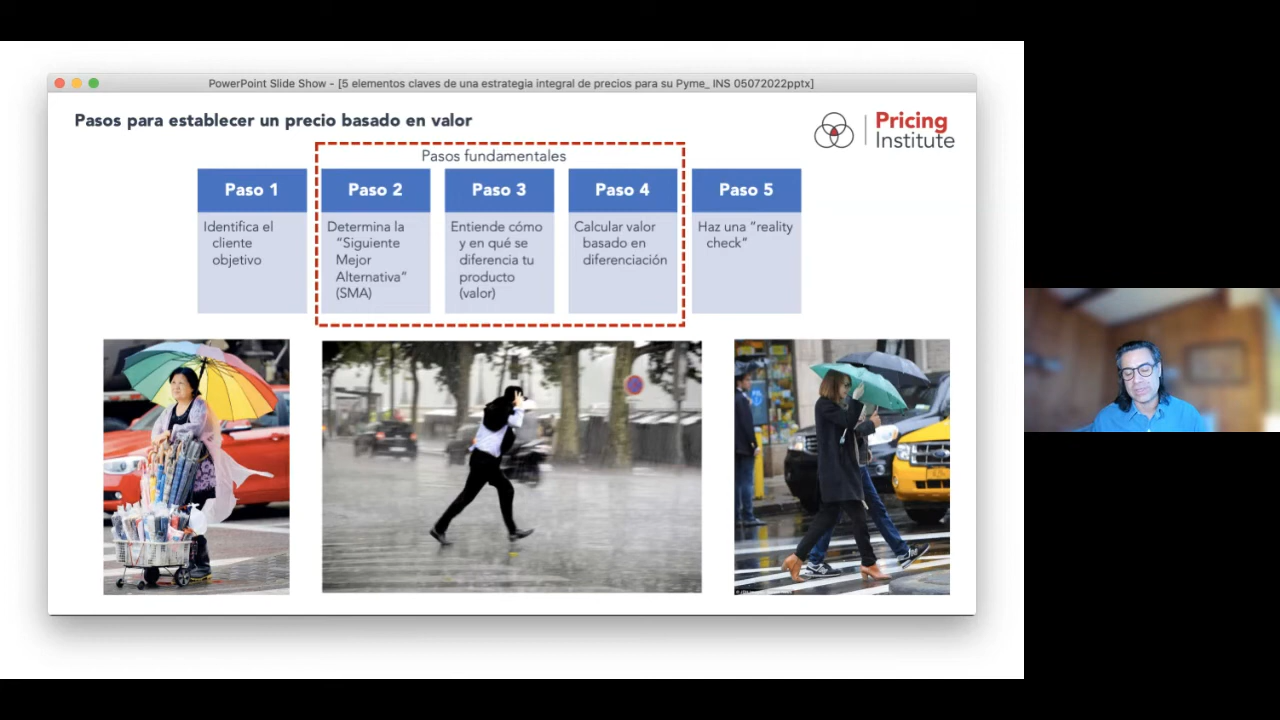 PowerPoint Slide Show - [5 elementos claves de una estrategia integral de precios para su Pyme_ INS 05072022pptx]
Pasos para establecer un precio basado en valor
Pricing
Institute
Pasos fundamentales
Paso 1
Identifica el
cliente
objetivo
Paso 2
Determina la
“Siguiente
Mejor
Alternativa”
(SMA)
Paso 3
Entiende cómo
y en qué se
diferencia tu
producto
(valor)
Paso 4
Calcular valor
basado en
diferenciación
Paso 5
Haz una “reality
check”